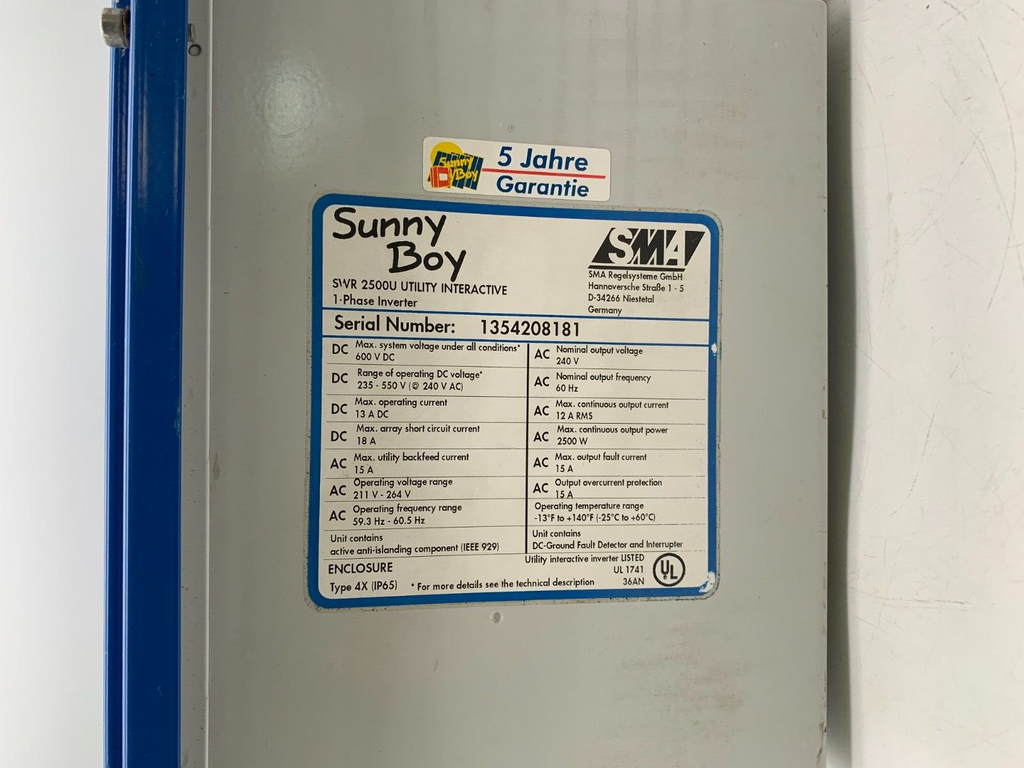 Sunny Boy
5 Jahre
Garantie
Sunny
Boy
SMA
SWR 2500U UTILITY INTERACTIVE
1-Phase Inverter
SMA Regelsysteme GmbH
Hannoversche Straße 1 - 5
D-34266 Niestetal
Germany
Serial Number: 1354208181
DC Max. system voltage under all conditions*
600 V DC
DC Range of operating DC voltage*
235 - 550 V (@ 240 V AC)
DC Max. operating current
13 A DC
DC Max. array short circuit current
18 A
AC Max. utility backfeed current
15 A
AC Operating voltage range
211 V - 264 V
AC Operating frequency range
59.3 Hz - 60.5 Hz
Unit contains
active anti-islanding component (IEEE 929)
AC Nominal output voltage
240 V
AC Nominal output frequency
60 Hz
AC Max. continuous output current
12 A RMS
AC Max. continuous output power
2500 W
AC Max. output fault current
15 A
AC Output overcurrent protection
15 A
Operating temperature range
-13°F to +140°F (-25°C to +60°C)
Unit contains
DC-Ground Fault Detector and Interrupter
ENCLOSURE
Type 4X (IP65) * For more details see the technical description
Utility interactive inverter LISTED
UL 1741
36AN
UL